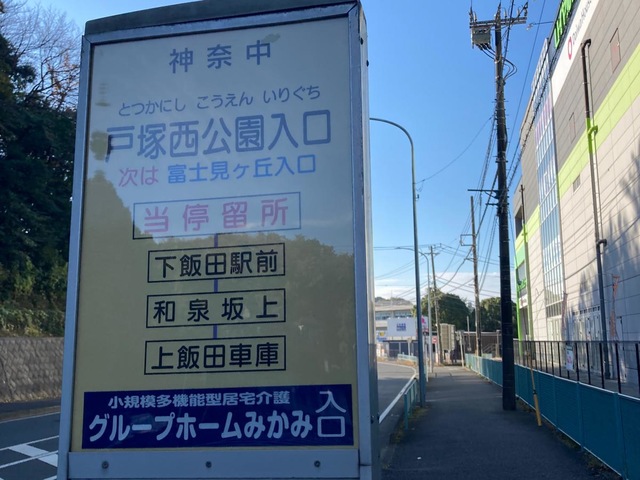 神奈中
とつかにし こうえん いりぐち
戸塚西公園入口
次は 富士見ヶ丘入口
当停留所
下飯田駅前
和泉坂上
上飯田車庫
小規模多機能型居宅介護
グループホームみかみ 入口